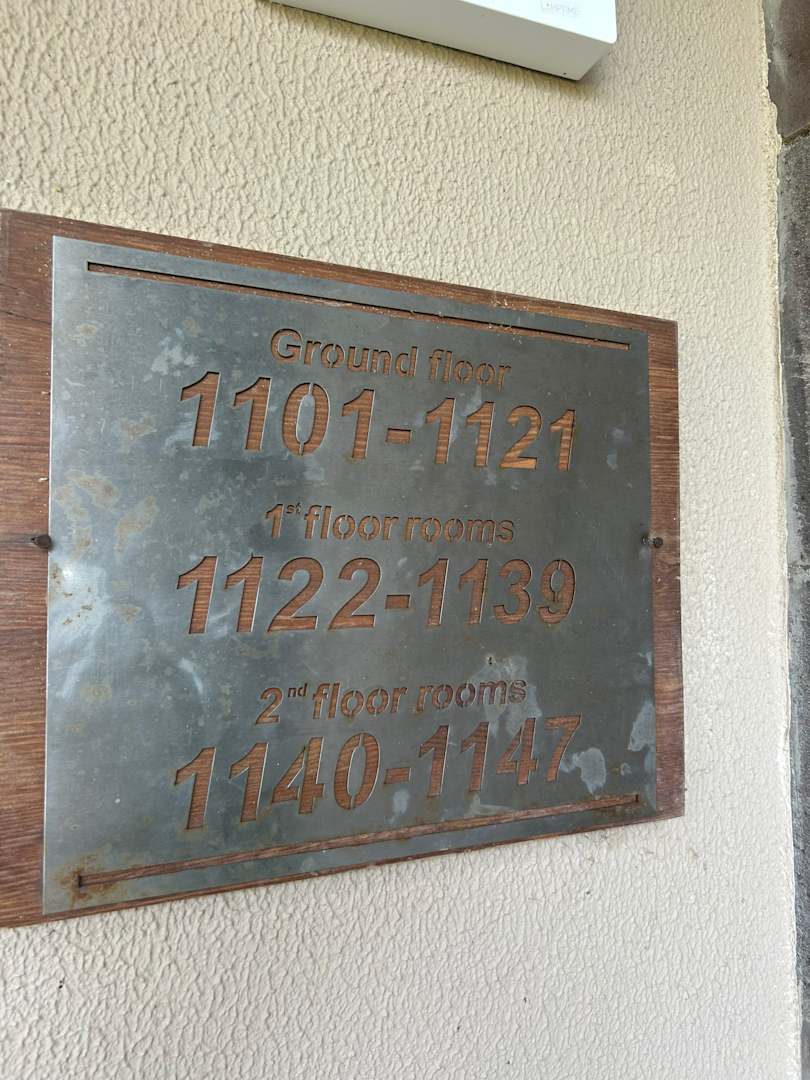 Ground floor
1101-1121
1st floor rooms
1122-1139
2nd floor rooms
1140-1147